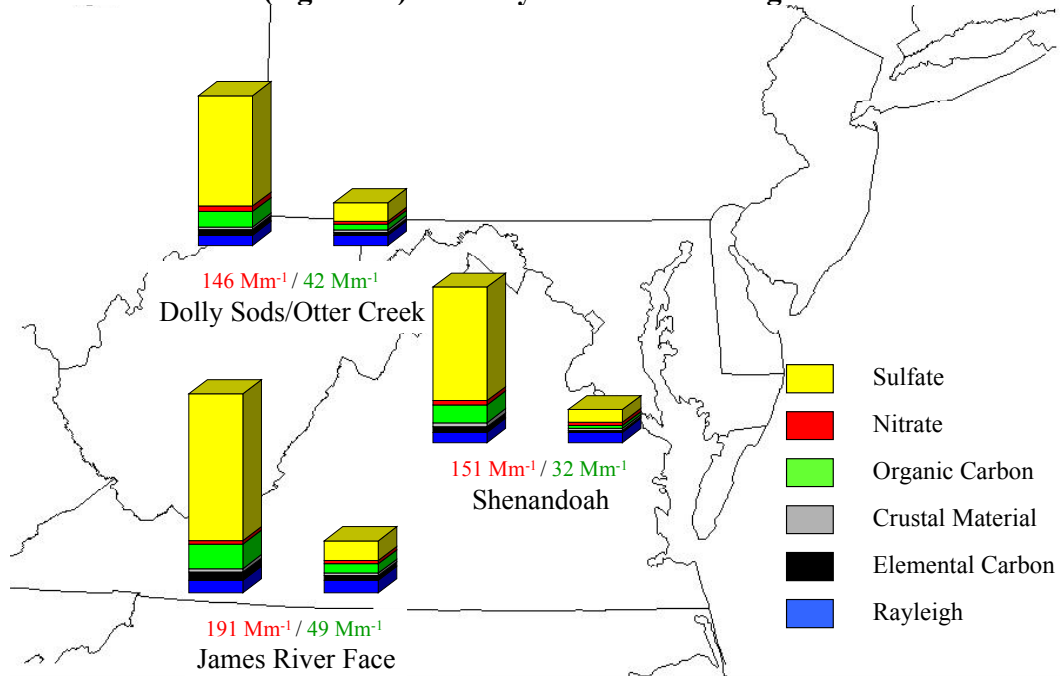 146 Mm⁻¹ / 42 Mm⁻¹
Dolly Sods/Otter Creek
151 Mm⁻¹ / 32 Mm⁻¹
Shenandoah
191 Mm⁻¹ / 49 Mm⁻¹
James River Face
Sulfate
Nitrate
Organic Carbon
Crustal Material
Elemental Carbon
Rayleigh